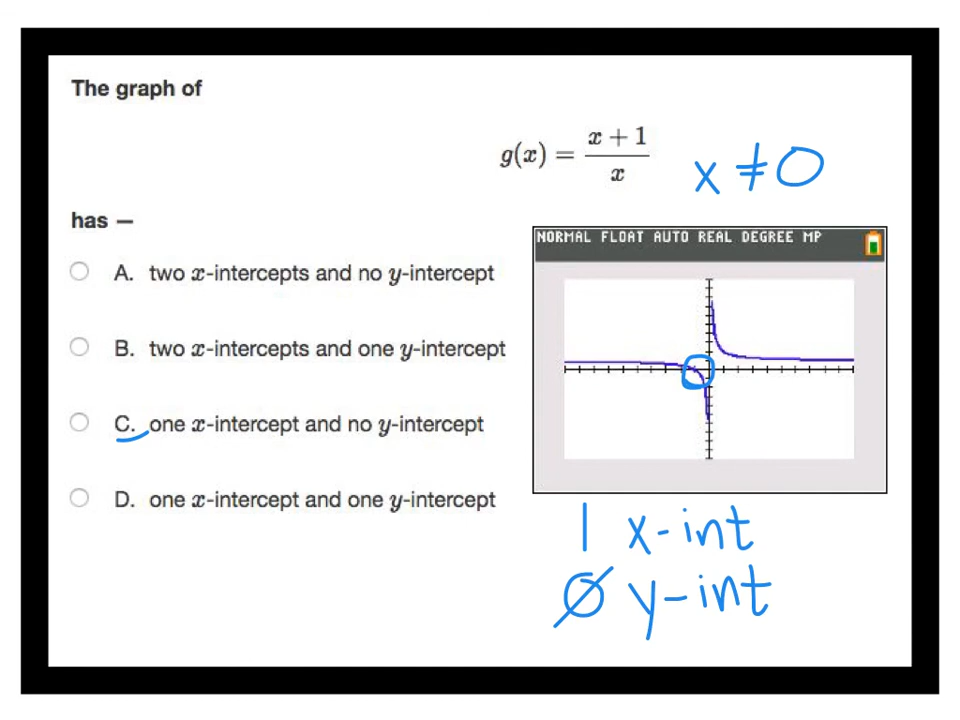 The graph of
g(x) = x + 1 / x
x ≠ 0
has —
NORMAL FLOAT AUTO REAL DEGREE MP
A. two x-intercepts and no y-intercept
B. two x-intercepts and one y-intercept
C. one x-intercept and no y-intercept
D. one x-intercept and one y-intercept
1 x-int
Ø y-int